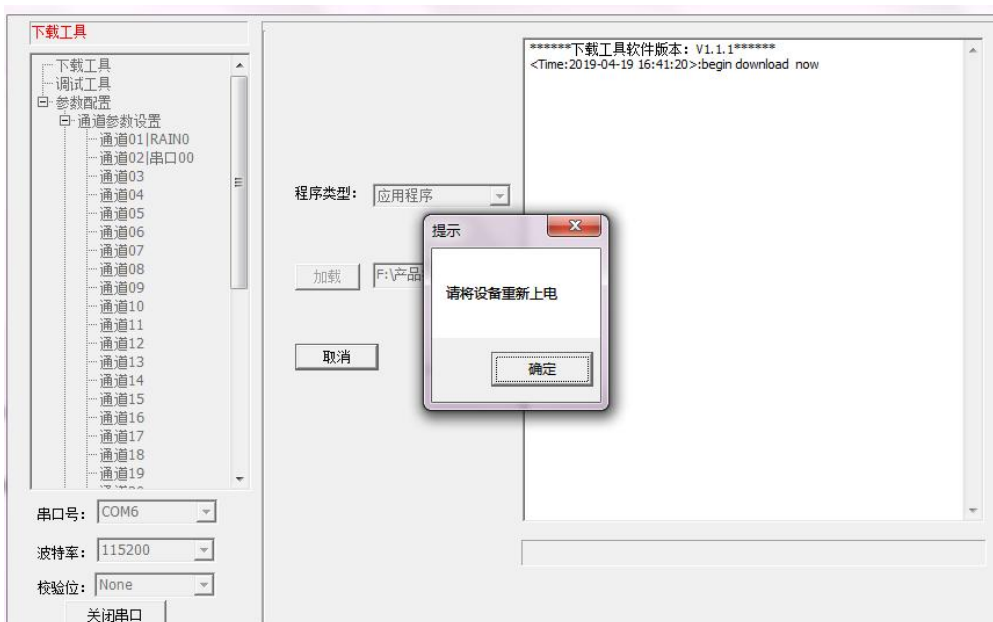 下载工具
下载工具
调试工具
参数配置
通道参数设置
通道01|RAIN0
通道02|串口00
通道03
通道04
通道05
通道06
通道07
通道08
通道09
通道10
通道11
通道12
通道13
通道14
通道15
通道16
通道17
通道18
通道19
串口号： COM6
波特率： 115200
校验位： None
关闭串口
程序类型： 应用程序
加载 F:\产品
取消
******下载工具软件版本：V1.1.1******
<Time:2019-04-19 16:41:20>:begin download now
提示
请将设备重新上电
确定